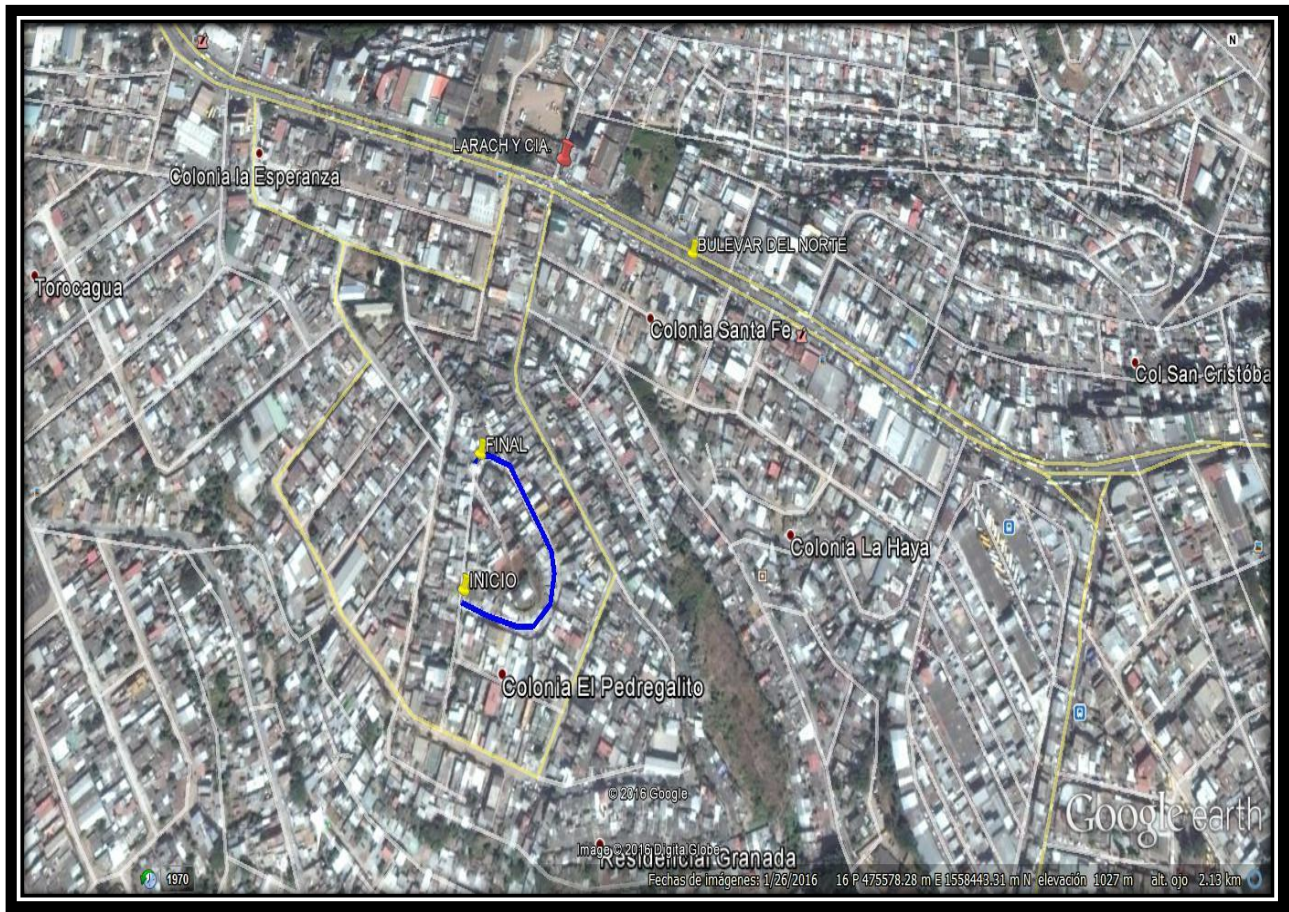 N
LARACH Y CIA.
Colonia la Esperanza
BULEVAR DEL NORTE
Torocagua
Colonia Santa Fe
Col San Cristóba
FINAL
Colonia La Haya
INICIO
Colonia El Pedregalito
© 2016 Google
Google earth
Image © 2016 DigitalGlobe
Residencial Granada
1970
Fechas de imágenes: 1/26/2016 16 P 475578.28 m E 1558443.31 m N elevación 1027 m alt. ojo 2.13 km